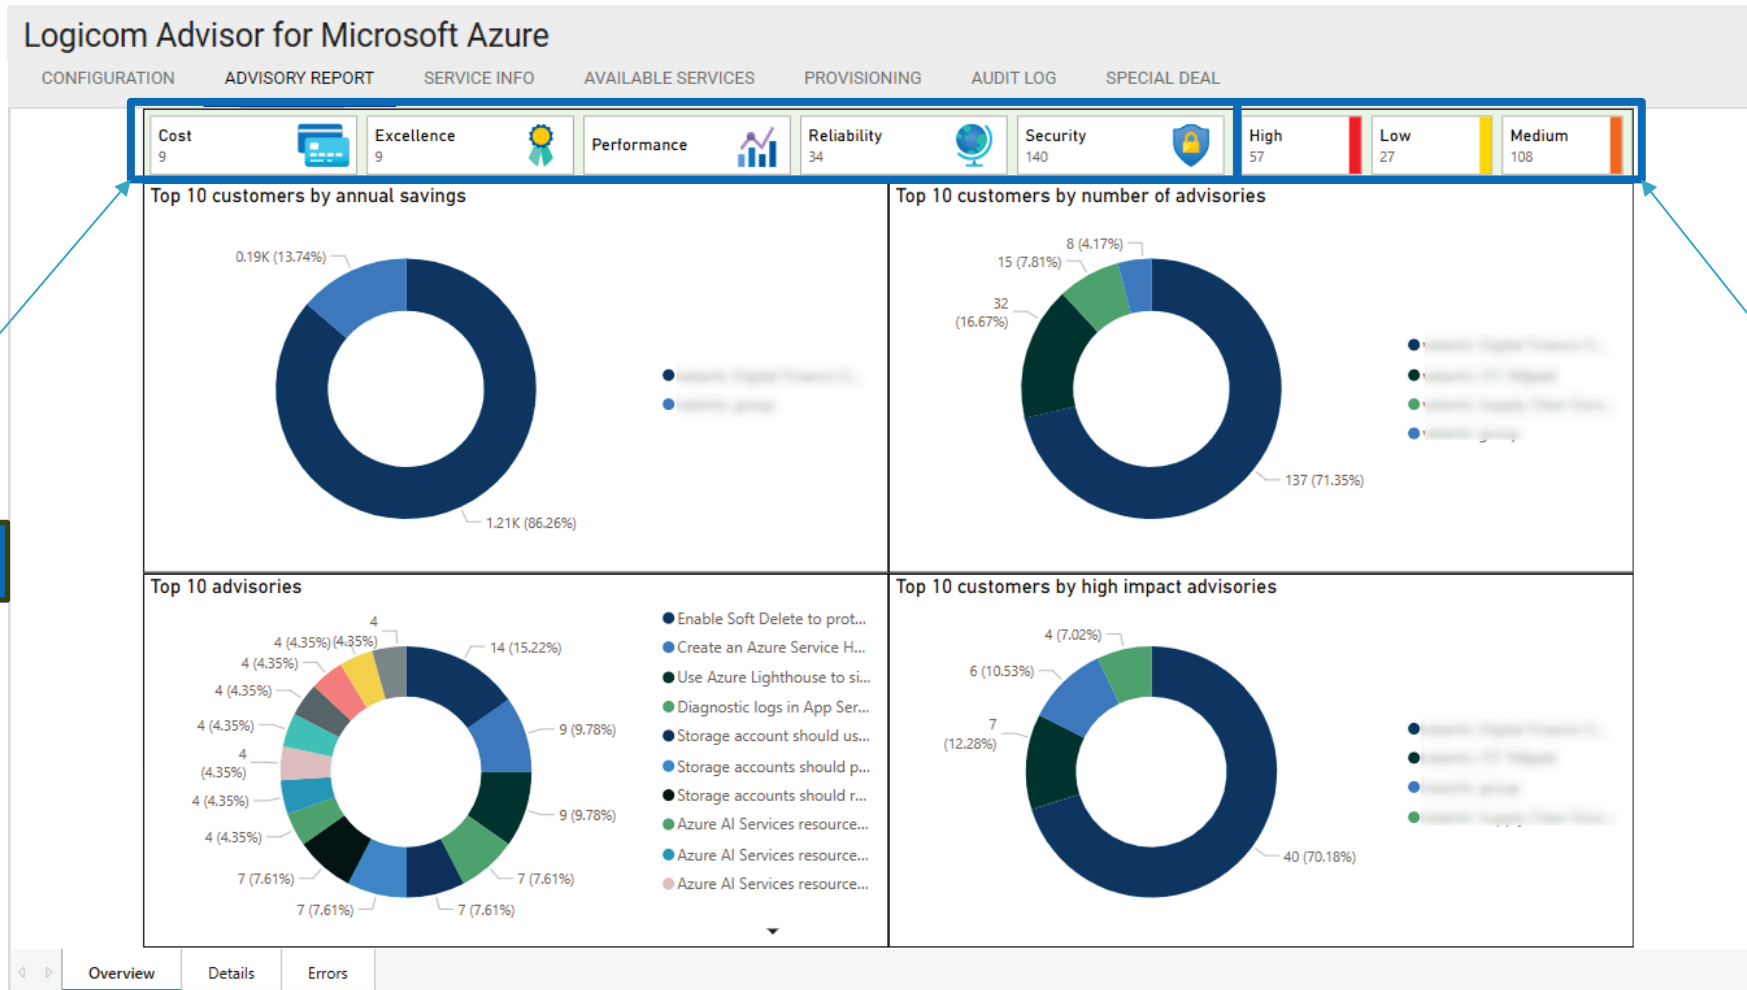 Logicom Advisor for Microsoft Azure
CONFIGURATION ADVISORY REPORT SERVICE INFO AVAILABLE SERVICES PROVISIONING AUDIT LOG SPECIAL DEAL
Cost
9
Excellence
9
Performance
Reliability
34
Security
140
High
57
Low
27
Medium
108
Top 10 customers by annual savings
0.19K (13.74%)
1.21K (86.26%)
Top 10 customers by number of advisories
8 (4.17%)
15 (7.81%)
32
(16.67%)
137 (71.35%)
Top 10 advisories
4
4 (4.35%) (4.35%)
4 (4.35%)
4 (4.35%)
4 (4.35%)
4
(4.35%)
4 (4.35%)
4 (4.35%)
7 (7.61%)
7 (7.61%)
7 (7.61%)
7 (7.61%)
9 (9.78%)
9 (9.78%)
14 (15.22%)
Enable Soft Delete to prot...
Create an Azure Service H...
Use Azure Lighthouse to si...
Diagnostic logs in App Ser...
Storage account should us...
Storage accounts should p...
Storage accounts should r...
Azure AI Services resource...
Azure AI Services resource...
Azure AI Services resource...
Top 10 customers by high impact advisories
4 (7.02%)
6 (10.53%)
7
(12.28%)
40 (70.18%)
Overview Details Errors